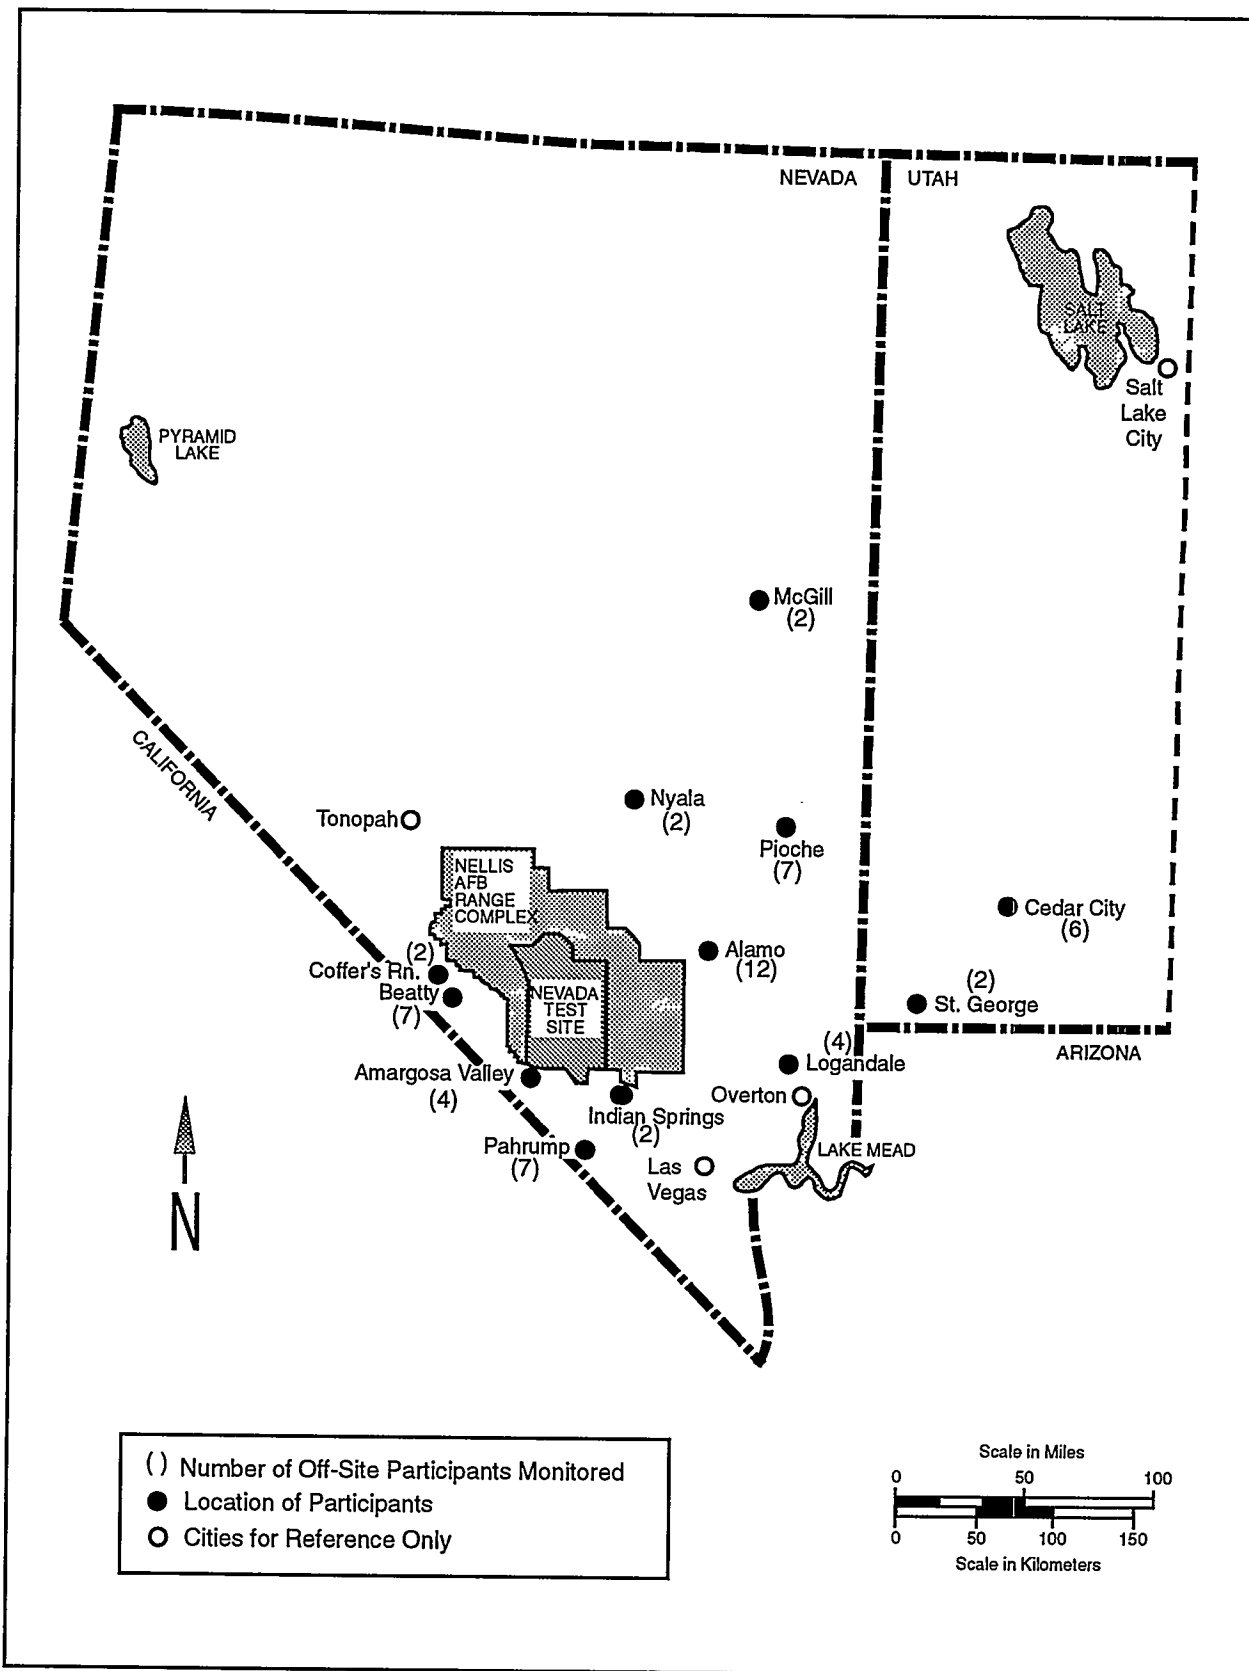 NEVADA
UTAH
SALT
LAKE
Salt
Lake
City
PYRAMID
LAKE
McGill
(2)
CALIFORNIA
Tonopah
Nyala
(2)
Pioche
(7)
NELLIS
AFB
RANGE
COMPLEX
Cedar City
(6)
Alamo
(12)
(2)
Coffer's Rn.
Beatty
(7)
NEVADA
TEST
SITE
(2)
St. George
ARIZONA
(4)
Logandale
Amargosa Valley
(4)
Overton
Indian Springs
(2)
Pahrump
(7)
Las
Vegas
LAKE MEAD
N
( ) Number of Off-Site Participants Monitored
Location of Participants
Cities for Reference Only
Scale in Miles
0 50 100
0 50 100 150
Scale in Kilometers